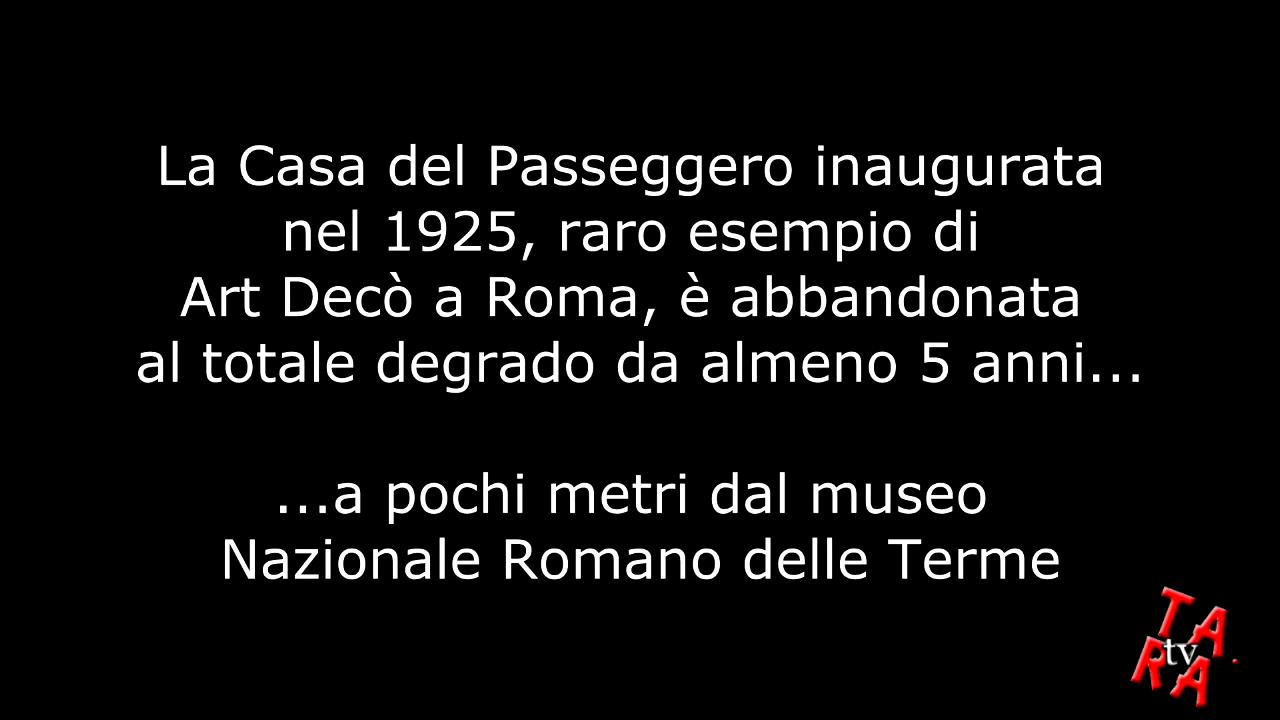 La Casa del Passeggero inaugurata
nel 1925, raro esempio di
Art Decò a Roma, è abbandonata
al totale degrado da almeno 5 anni...
...a pochi metri dal museo
Nazionale Romano delle Terme
TARA tv